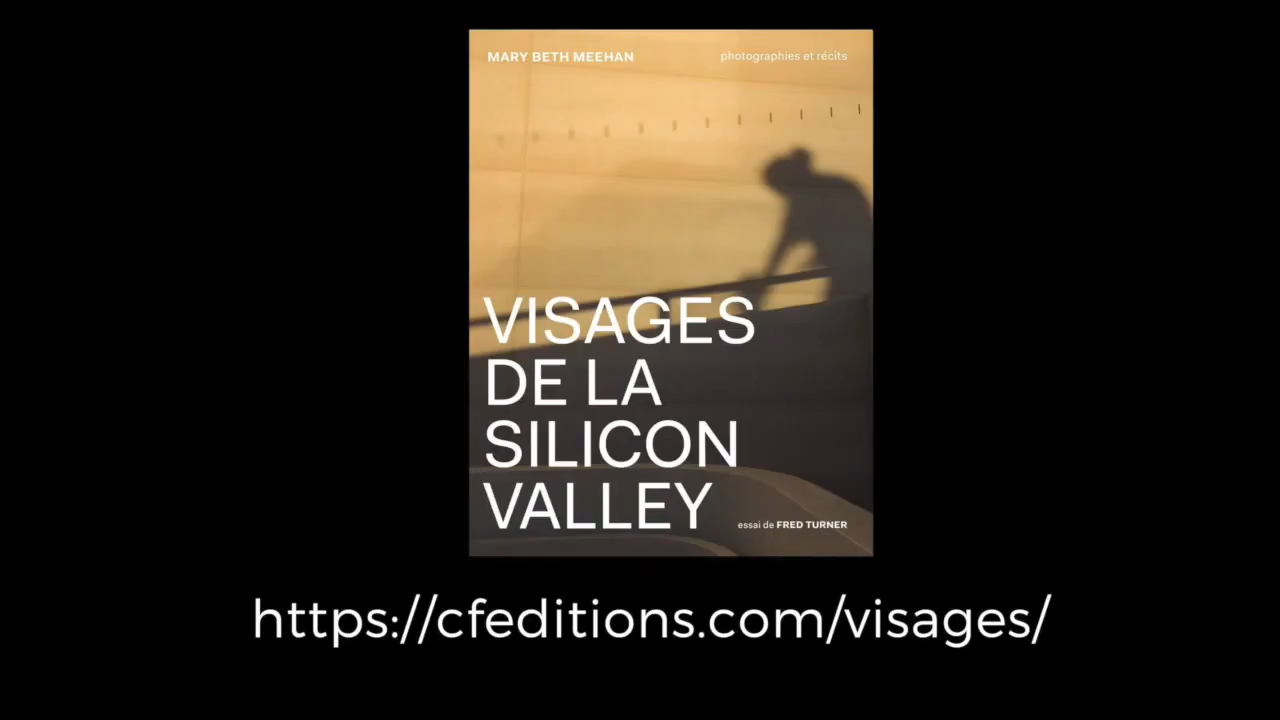 MARY BETH MEEHAN
photographies et récits
VISAGES
DE LA
SILICON
VALLEY
essai de FRED TURNER
https://cfeditions.com/visages/